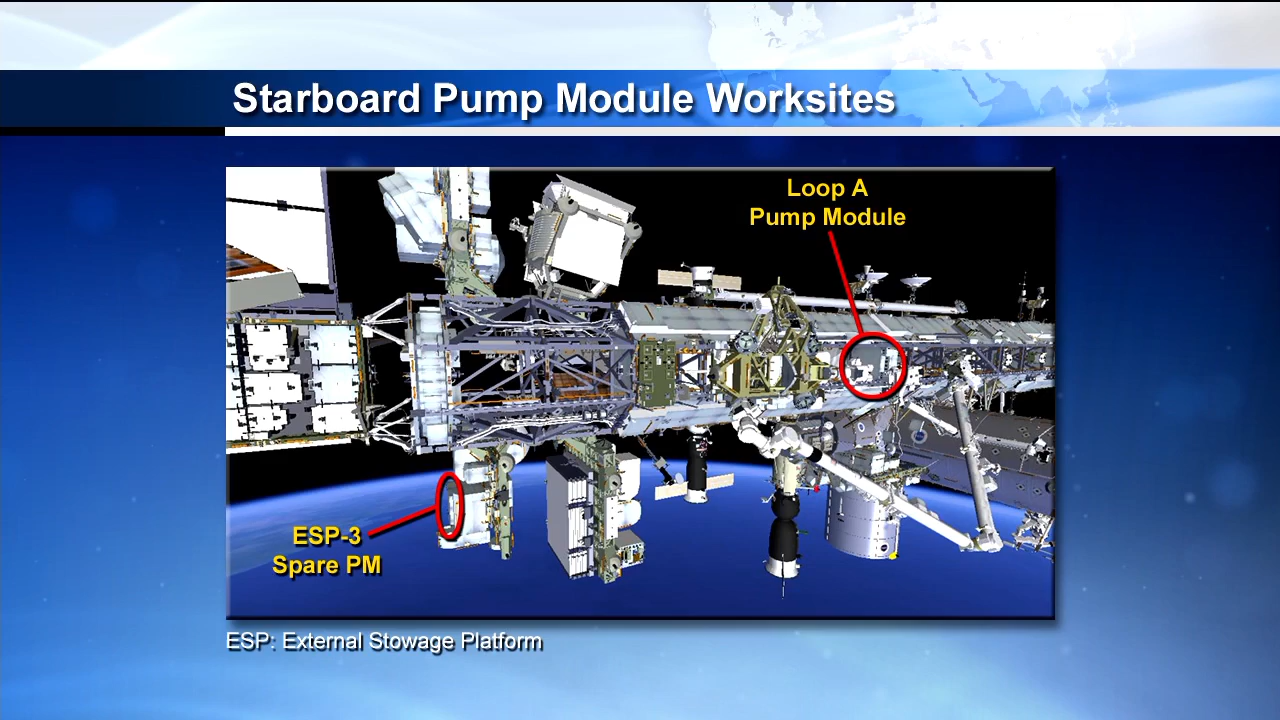 Starboard Pump Module Worksites
Loop A
Pump Module
ESP-3
Spare PM
ESP: External Stowage Platform